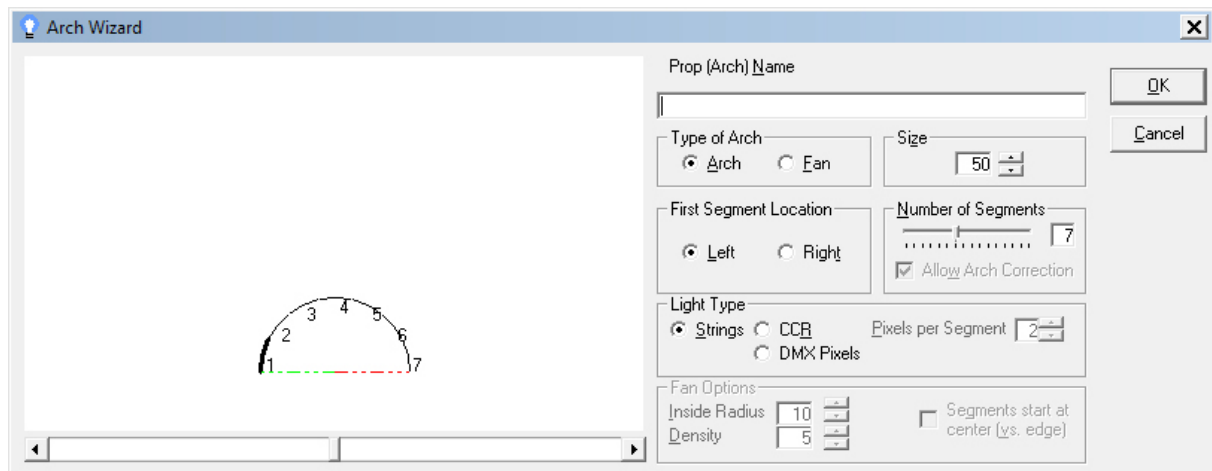 Arch Wizard
Prop (Arch) Name
OK
Cancel
Type of Arch
Arch Fan
Size
50
First Segment Location
Left Right
Number of Segments
7
Allow Arch Correction
Light Type
Strings CCR Pixels per Segment 2
DMX Pixels
Fan Options
Inside Radius 10
Density 5
Segments start at
center (vs. edge)
1 2 3 4 5 6 7